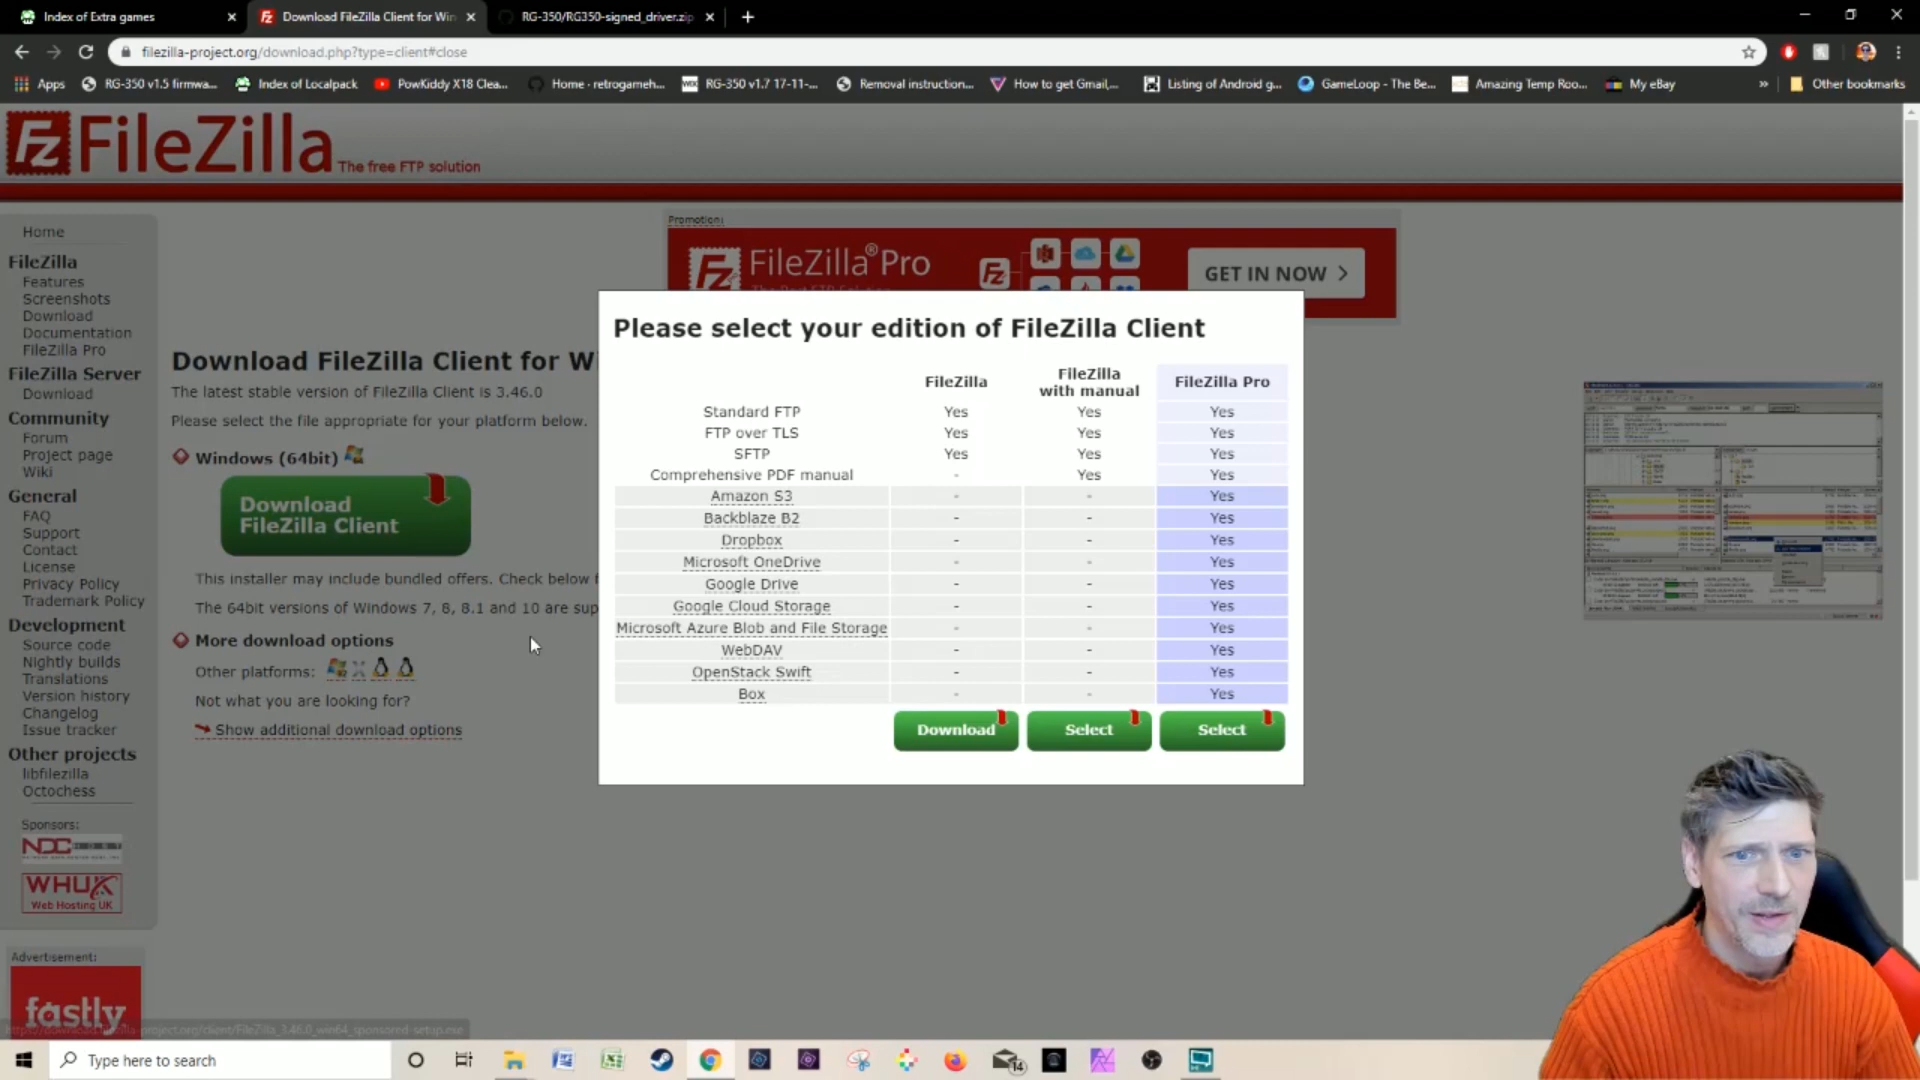 Index of Extra games
Download FileZilla Client for Win
RG-350/RG350-signed_driver.zip
filezilla-project.org/download.php?type=client#close
Apps
RG-350 v1.5 firmwa...
Index of Localpack
PowKiddy X18 Clea...
Home - retrogameh...
RG-350 v1.7 17-11-...
Removal instruction...
How to get Gmail,...
Listing of Android g...
GameLoop - The Be...
Amazing Temp Roo...
My eBay
»
Other bookmarks
FileZilla The free FTP solution
Promotion:
FileZilla®Pro
GET IN NOW >
Home
FileZilla
Features
Screenshots
Download
Documentation
FileZilla Pro
FileZilla Server
Download
Community
Forum
Project page
Wiki
General
FAQ
Support
Contact
License
Privacy Policy
Trademark Policy
Development
Source code
Nightly builds
Translations
Version history
Changelog
Issue tracker
Other projects
libfilezilla
Octochess
Sponsors:
WHUK
Web Hosting UK
Advertisement:
fastly
Download FileZilla Client for Wi
The latest stable version of FileZilla Client is 3.46.0
Please select the file appropriate for your platform below.
Windows (64bit)
Download
FileZilla Client
This installer may include bundled offers. Check below f
The 64bit versions of Windows 7, 8, 8.1 and 10 are sup
More download options
Other platforms:
Not what you are looking for?
Show additional download options
Please select your edition of FileZilla Client
FileZilla FileZilla with manual FileZilla Pro
Standard FTP Yes Yes Yes
FTP over TLS Yes Yes Yes
SFTP Yes Yes Yes
Comprehensive PDF manual - Yes Yes
Amazon S3 - - Yes
Backblaze B2 - - Yes
Dropbox - - Yes
Microsoft OneDrive - - Yes
Google Drive - - Yes
Google Cloud Storage - - Yes
Microsoft Azure Blob and File Storage - - Yes
WebDAV - - Yes
OpenStack Swift - - Yes
Box - - Yes
Download Select Select
Type here to search
14